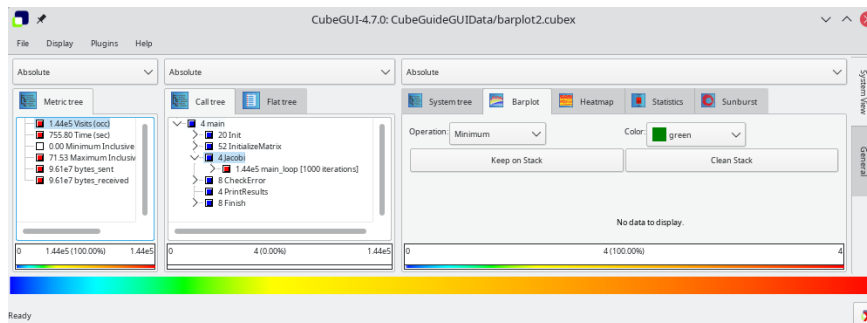 CubeGUI-4.7.0: CubeGuideGUIData/barplot2.cubex
File Display Plugins Help
Absolute
Absolute
Absolute
Metric tree
Call tree
Flat tree
System tree
Barplot
Heatmap
Statistics
Sunburst
1.44e5 Visits (occ)
755.80 Time (sec)
0.00 Minimum Inclusive
71.53 Maximum Inclusiv
9.61e7 bytes_sent
9.61e7 bytes_received
4 main
20 Init
52 InitializeMatrix
4 Jacobi
1.44e5 main_loop [1000 iterations]
8 CheckError
4 PrintResults
8 Finish
Operation: Minimum
Color: green
Keep on Stack
Clean Stack
No data to display.
0 1.44e5 (100.00%) 1.44e5
0 4 (0.00%) 1.44e5
0 4 (100.00%) 4
System View
General
Ready